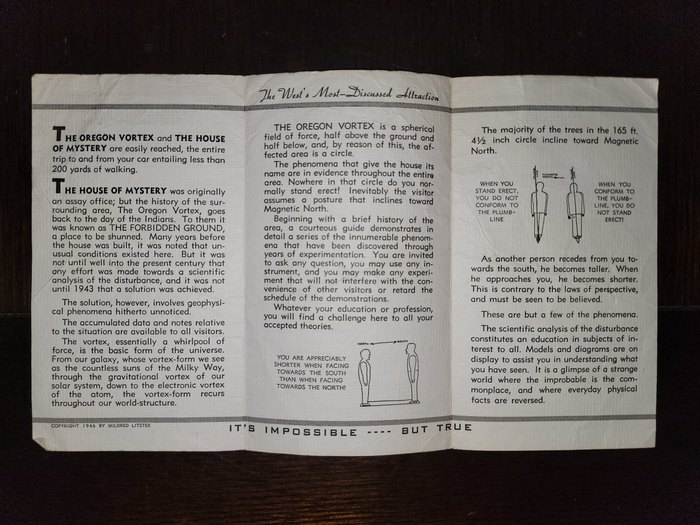 The West's Most-Discussed Attraction
THE OREGON VORTEX and THE HOUSE
OF MYSTERY are easily reached, the entire
trip to and from your car entailing less than
200 yards of walking.
THE HOUSE OF MYSTERY was originally
an assay office; but the history of the sur-
rounding area, The Oregon Vortex, goes
back to the day of the Indians. To them it
was known as THE FORBIDDEN GROUND,
a place to be shunned. Many years before
the house was built, it was noted that un-
usual conditions existed here. But it was
not until well into the present century that
any effort was made towards a scientific
analysis of the disturbance, and it was not
until 1943 that a solution was achieved.
The solution, however, involves geophysi-
cal phenomena hitherto unnoticed.
The accumulated data and notes relative
to the situation are available to all visitors.
The vortex, essentially a whirlpool of
force, is the basic form of the universe.
From our galaxy, whose vortex-form we see
as the countless suns of the Milky Way,
through the gravitational vortex of our
solar system, down to the electronic vortex
of the atom, the vortex-form recurs
throughout our world-structure.
COPYRIGHT 1946 BY MILDRED LITSTER
THE OREGON VORTEX is a spherical
field of force, half above the ground and
half below, and, by reason of this, the af-
fected area is a circle.
The phenomena that give the house its
name are in evidence throughout the entire
area. Nowhere in that circle do you nor-
mally stand erect! Inevitably the visitor
assumes a posture that inclines toward
Magnetic North.
Beginning with a brief history of the
area, a courteous guide demonstrates in
detail a series of the innumerable phenom-
ena that have been discovered through
years of experimentation. You are invited
to ask any question, you may use any in-
strument, and you may make any experi-
ment that will not interfere with the con-
venience of other visitors or retard the
schedule of the demonstrations.
Whatever your education or profession,
you will find a challenge here to all your
accepted theories.
YOU ARE APPRECIABLY
SHORTER WHEN FACING
TOWARDS THE SOUTH
THAN WHEN FACING
TOWARDS THE NORTH!
The majority of the trees in the 165 ft.
4½ inch circle incline toward Magnetic
North.
WHEN YOU
STAND ERECT,
YOU DO NOT
CONFORM TO
THE PLUMB-
LINE
WHEN YOU
CONFORM TO
THE PLUMB-
LINE, YOU DO
NOT STAND
ERECT!
As another person recedes from you to-
wards the south, he becomes taller. When
he approaches you, he becomes shorter.
This is contrary to the laws of perspective,
and must be seen to be believed.
These are but a few of the phenomena.
The scientific analysis of the disturbance
constitutes an education in subjects of in-
terest to all. Models and diagrams are on
display to assist you in understanding what
you have seen. It is a glimpse of a strange
world where the improbable is the com-
monplace, and where everyday physical
facts are reversed.
IT'S IMPOSSIBLE ---- BUT TRUE